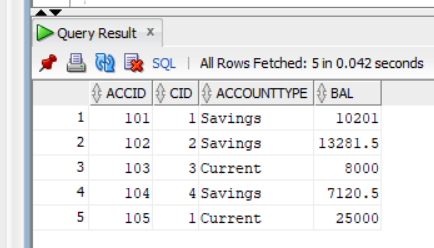 Query Result x
SQL | All Rows Fetched: 5 in 0.042 seconds
ACCID CID ACCOUNTTYPE BAL
1 101 1 Savings 10201
2 102 2 Savings 13281.5
3 103 3 Current 8000
4 104 4 Savings 7120.5
5 105 1 Current 25000